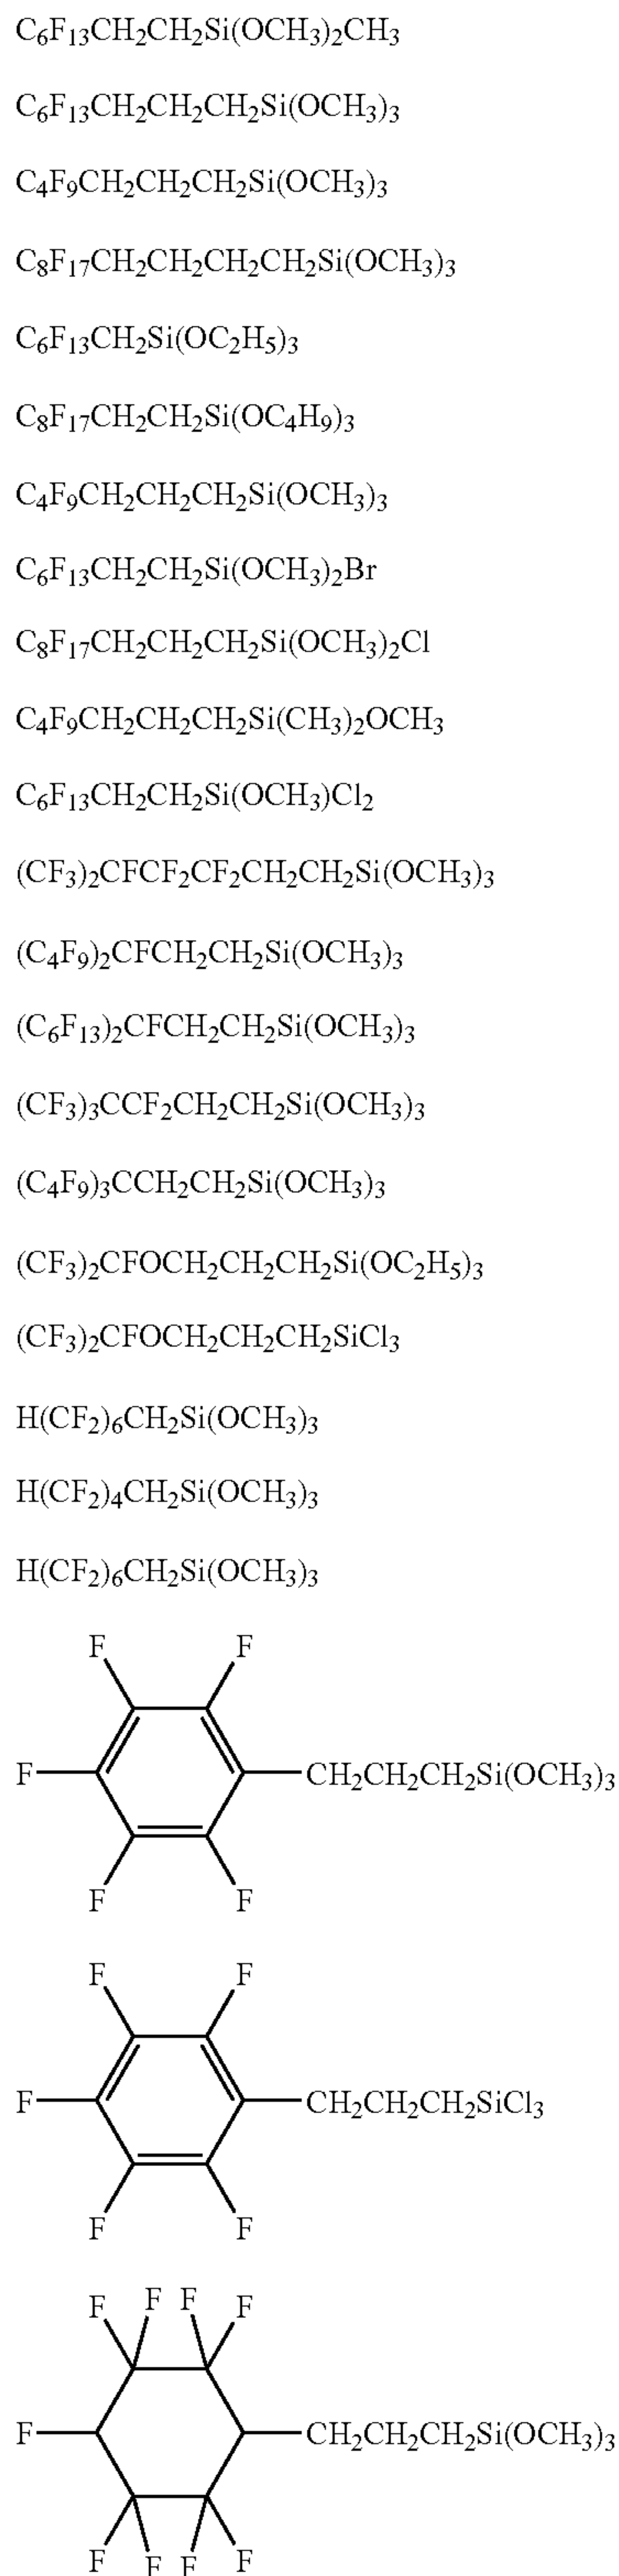 C₆F₁₃CH₂CH₂Si(OCH₃)₂CH₃
C₆F₁₃CH₂CH₂CH₂Si(OCH₃)₃
C₄F₉CH₂CH₂CH₂Si(OCH₃)₃
C₈F₁₇CH₂CH₂CH₂CH₂Si(OCH₃)₃
C₆F₁₃CH₂Si(OC₂H₅)₃
C₈F₁₇CH₂CH₂Si(OC₄H₉)₃
C₄F₉CH₂CH₂CH₂Si(OCH₃)₃
C₆F₁₃CH₂CH₂Si(OCH₃)₂Br
C₈F₁₇CH₂CH₂CH₂Si(OCH₃)₂Cl
C₄F₉CH₂CH₂CH₂Si(CH₃)₂OCH₃
C₆F₁₃CH₂CH₂Si(OCH₃)Cl₂
(CF₃)₂CFCF₂CF₂CH₂CH₂Si(OCH₃)₃
(C₄F₉)₂CFCH₂CH₂Si(OCH₃)₃
(C₆F₁₃)₂CFCH₂CH₂Si(OCH₃)₃
(CF₃)₃CCF₂CH₂CH₂Si(OCH₃)₃
(C₄F₉)₃CCH₂CH₂Si(OCH₃)₃
(CF₃)₂CFOCH₂CH₂CH₂Si(OC₂H₅)₃
(CF₃)₂CFOCH₂CH₂CH₂SiCl₃
H(CF₂)₆CH₂Si(OCH₃)₃
H(CF₂)₄CH₂Si(OCH₃)₃
H(CF₂)₆CH₂Si(OCH₃)₃
F F
F CH₂CH₂CH₂Si(OCH₃)₃
F F
F F
F CH₂CH₂CH₂SiCl₃
F F
F F F F
F CH₂CH₂CH₂Si(OCH₃)₃
F F F F